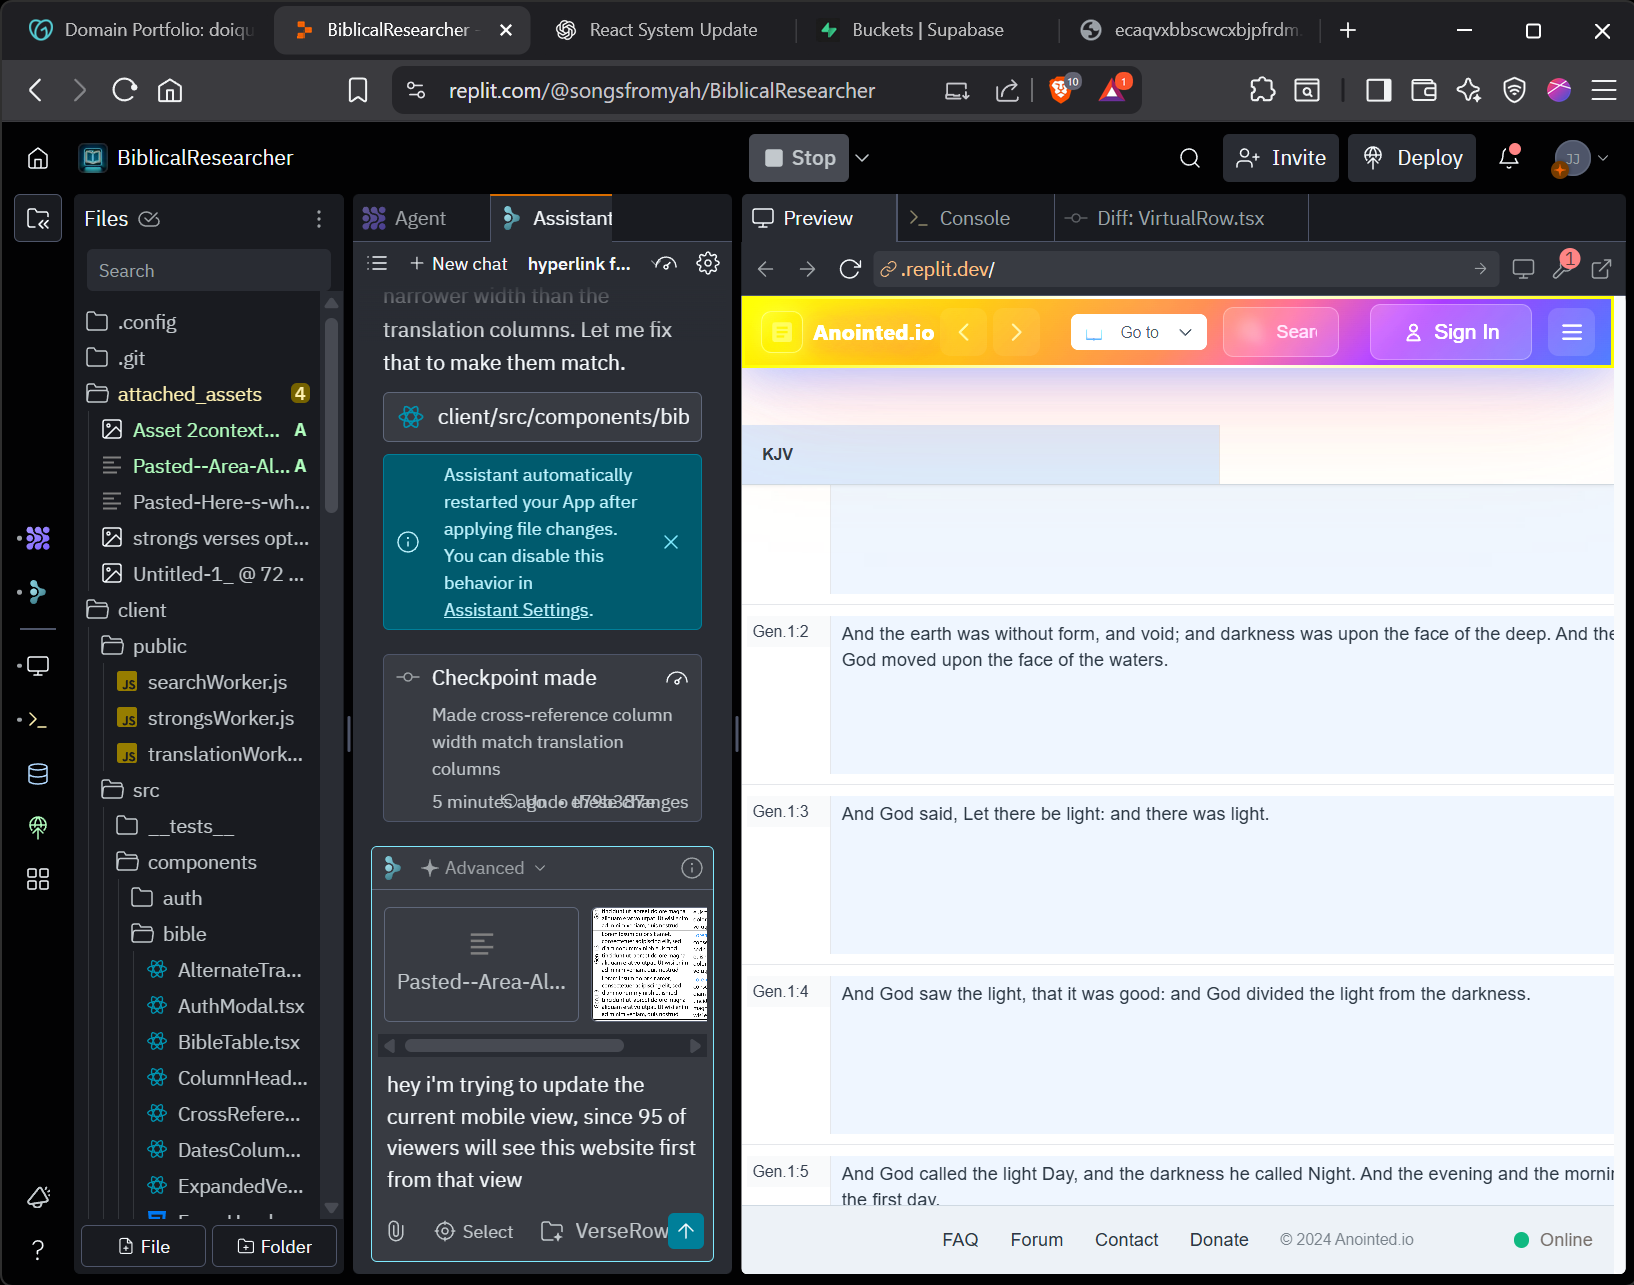 Domain Portfolio: doiqu
BiblicalResearcher -
React System Update
Buckets | Supabase
ecaqvxbbscwcxbjpfrdm.
replit.com/@songsfromyah/BiblicalResearcher
10
1
BiblicalResearcher
Stop
Invite
Deploy
JJ
Files
Search
.config
.git
attached_assets 4
Asset 2context... A
Pasted--Area-Al... A
Pasted-Here-s-wh...
strongs verses opt...
Untitled-1_ @ 72 ...
client
public
JS searchWorker.js
JS strongsWorker.js
JS translationWork...
src
__tests__
components
auth
bible
AlternateTra...
AuthModal.tsx
BibleTable.tsx
ColumnHead...
CrossRefere...
DatesColum...
ExpandedVe...
File
Folder
Agent
Assistant
New chat
hyperlink f...
narrower width than the
translation columns. Let me fix
that to make them match.
client/src/components/bib
Assistant automatically
restarted your App after
applying file changes.
You can disable this
behavior in
Assistant Settings.
Checkpoint made
Made cross-reference column
width match translation
columns
5 minutes ago
Undo these changes
Advanced
Pasted--Area-Al...
hey i'm trying to update the
current mobile view, since 95 of
viewers will see this website first
from that view
Select
VerseRow
Preview
Console
Diff: VirtualRow.tsx
.replit.dev/
1
Anointed.io
Go to
Sear
Sign In
KJV
Gen.1:2
And the earth was without form, and void; and darkness was upon the face of the deep. And the
God moved upon the face of the waters.
Gen.1:3
And God said, Let there be light: and there was light.
Gen.1:4
And God saw the light, that it was good: and God divided the light from the darkness.
Gen.1:5
And God called the light Day, and the darkness he called Night. And the evening and the mornin
the first day.
FAQ
Forum
Contact
Donate
© 2024 Anointed.io
Online